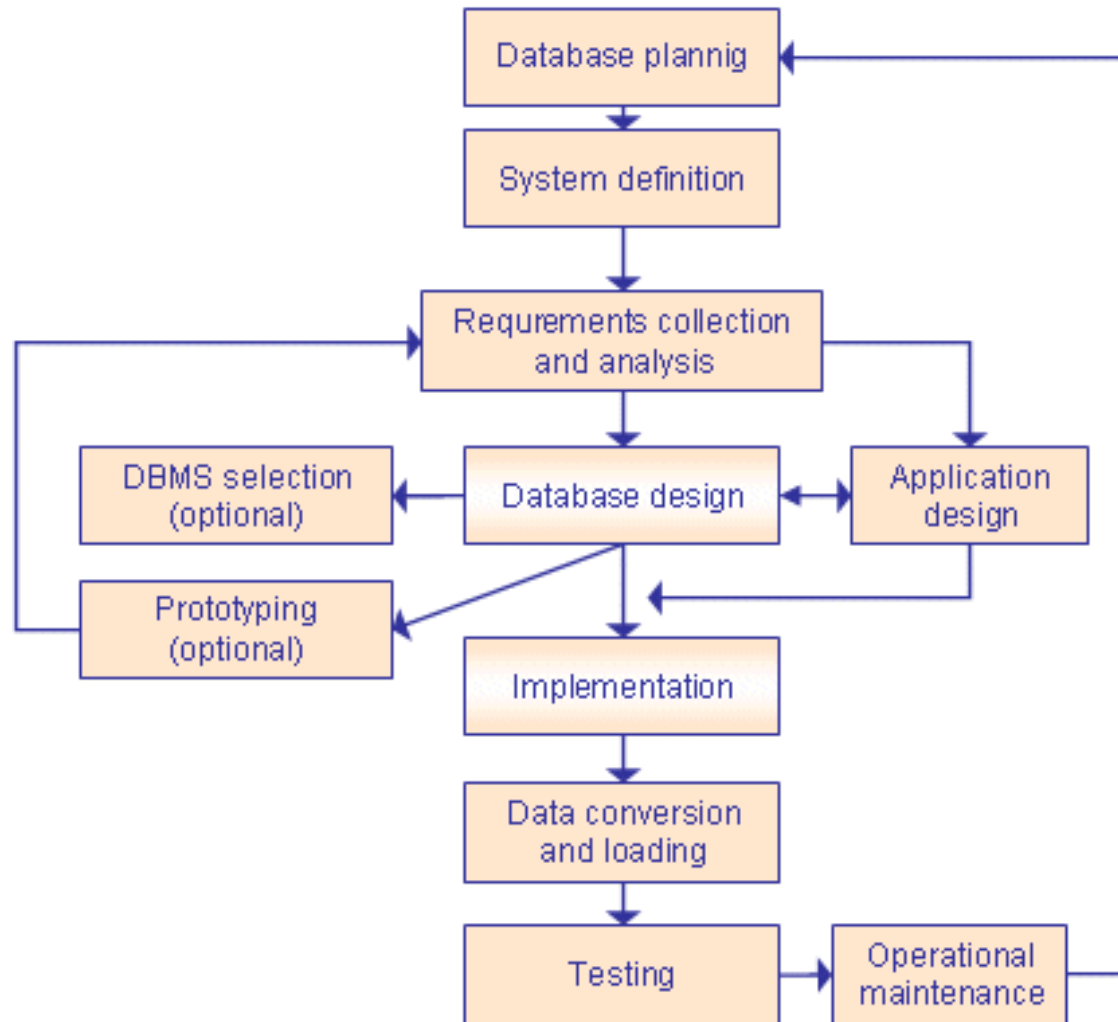 Database plannig
System definition
Requrements collection
and analysis
DBMS selection
(optional)
Database design
Application
design
Prototyping
(optional)
Implementation
Data conversion
and loading
Testing
Operational
maintenance